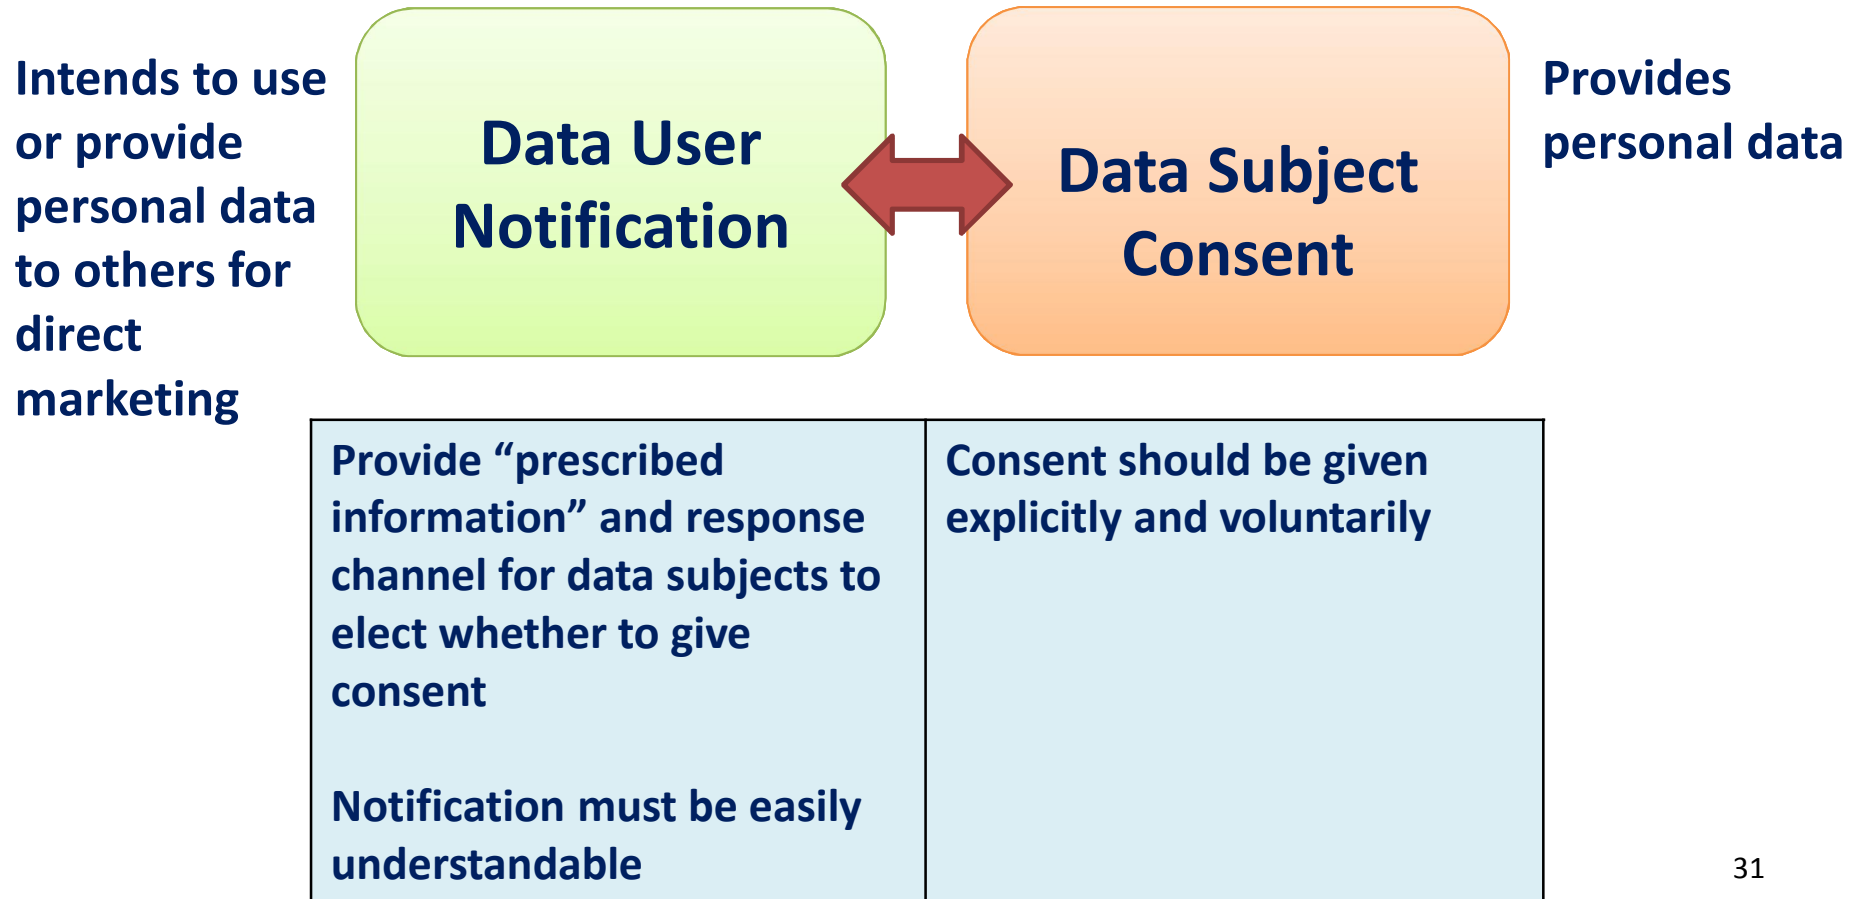 Intends to use
or provide
personal data
to others for
direct
marketing
Data User
Notification
Data Subject
Consent
Provides
personal data
Provide “prescribed
information” and response
channel for data subjects to
elect whether to give
consent
Notification must be easily
understandable
Consent should be given
explicitly and voluntarily
31